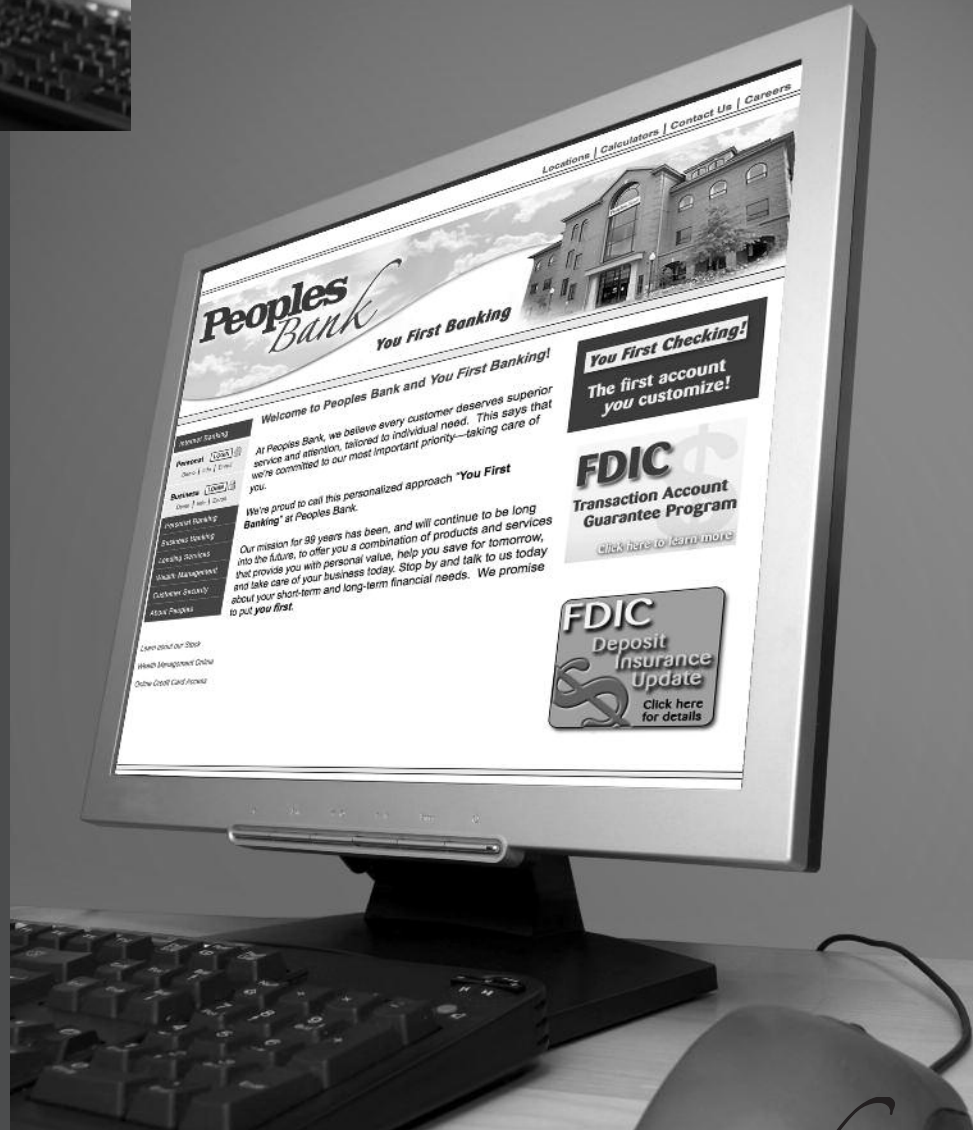 Locations | Calculators | Contact Us | Careers
Peoples
Bank
You First Banking
Internet Banking
Personal LOGIN
Demo | Info | Enroll
Business LOGIN
Demo | Info | Enroll
Personal Banking
Business Banking
Lending Services
Wealth Management
Customer Security
About Peoples
Learn about our Stock
Wealth Management Online
Online Credit Card Access
Welcome to Peoples Bank and You First Banking!
At Peoples Bank, we believe every customer deserves superior
service and attention, tailored to individual need. This says that
we're committed to our most important priority—taking care of
you.
We're proud to call this personalized approach "You First
Banking" at Peoples Bank.
Our mission for 99 years has been, and will continue to be long
into the future, to offer you a combination of products and services
that provide you with personal value, help you save for tomorrow,
and take care of your business today. Stop by and talk to us today
about your short-term and long-term financial needs. We promise
to put you first.
You First Checking!
The first account
you customize!
FDIC
Transaction Account
Guarantee Program
Click here to learn more
FDIC
Deposit
Insurance
Update
Click here
for details